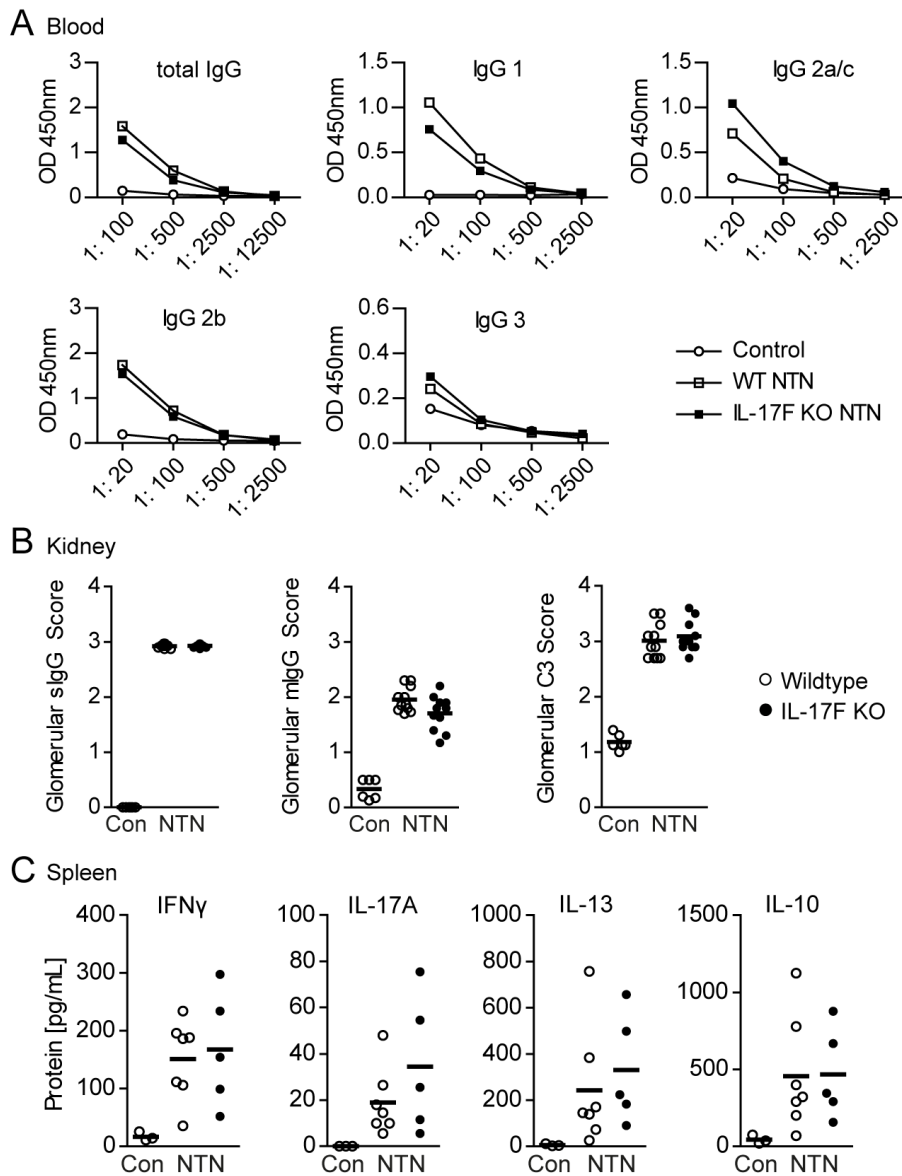 A Blood
total IgG
IgG 1
IgG 2a/c
OD 450nm
3
2
1
0
1: 100
1: 500
1: 2500
1: 12500
OD 450nm
1.5
1.0
0.5
0.0
1: 20
1: 100
1: 500
1: 2500
OD 450nm
1.5
1.0
0.5
0.0
1: 20
1: 100
1: 500
1: 2500
IgG 2b
IgG 3
OD 450nm
3
2
1
0
1: 20
1: 100
1: 500
1: 2500
OD 450nm
0.6
0.4
0.2
0.0
1: 20
1: 100
1: 500
1: 2500
Control
WT NTN
IL-17F KO NTN
B Kidney
Glomerular sIgG Score
4
3
2
1
0
Con NTN
Glomerular mIgG Score
4
3
2
1
0
Con NTN
Glomerular C3 Score
4
3
2
1
0
Con NTN
Wildtype
IL-17F KO
C Spleen
IFNγ
IL-17A
IL-13
IL-10
Protein [pg/mL]
400
300
200
100
0
Con NTN
100
80
60
40
20
0
Con NTN
1000
800
600
400
200
0
Con NTN
1500
1000
500
0
Con NTN